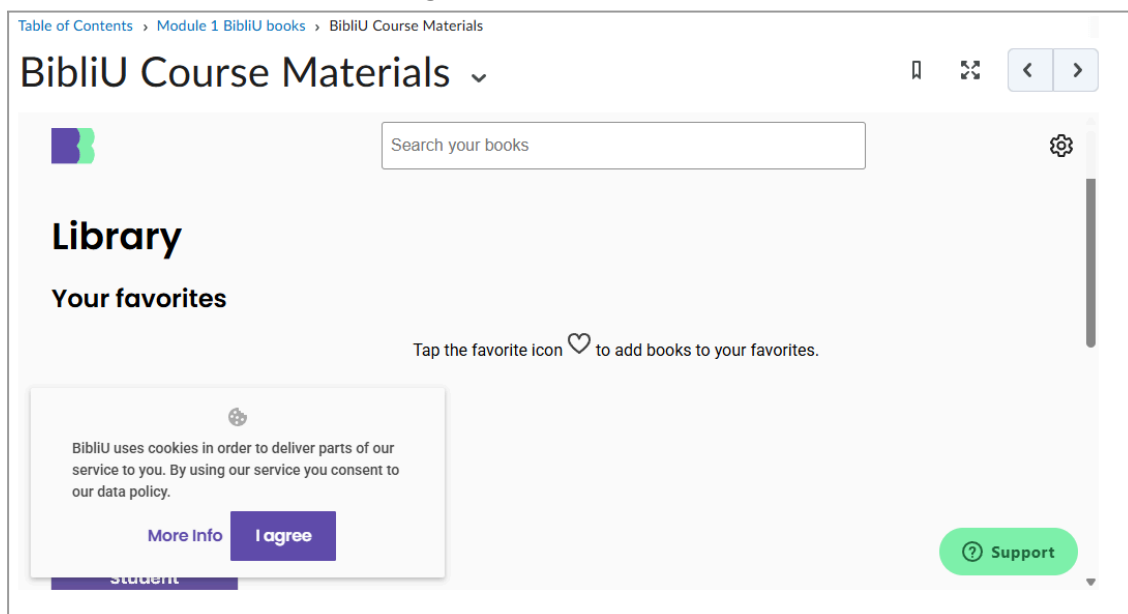 Table of Contents › Module 1 BibliU books › BibliU Course Materials
BibliU Course Materials
Search your books
Library
Your favorites
Tap the favorite icon to add books to your favorites.
BibliU uses cookies in order to deliver parts of our
service to you. By using our service you consent to
our data policy.
More Info I agree
Support
Student